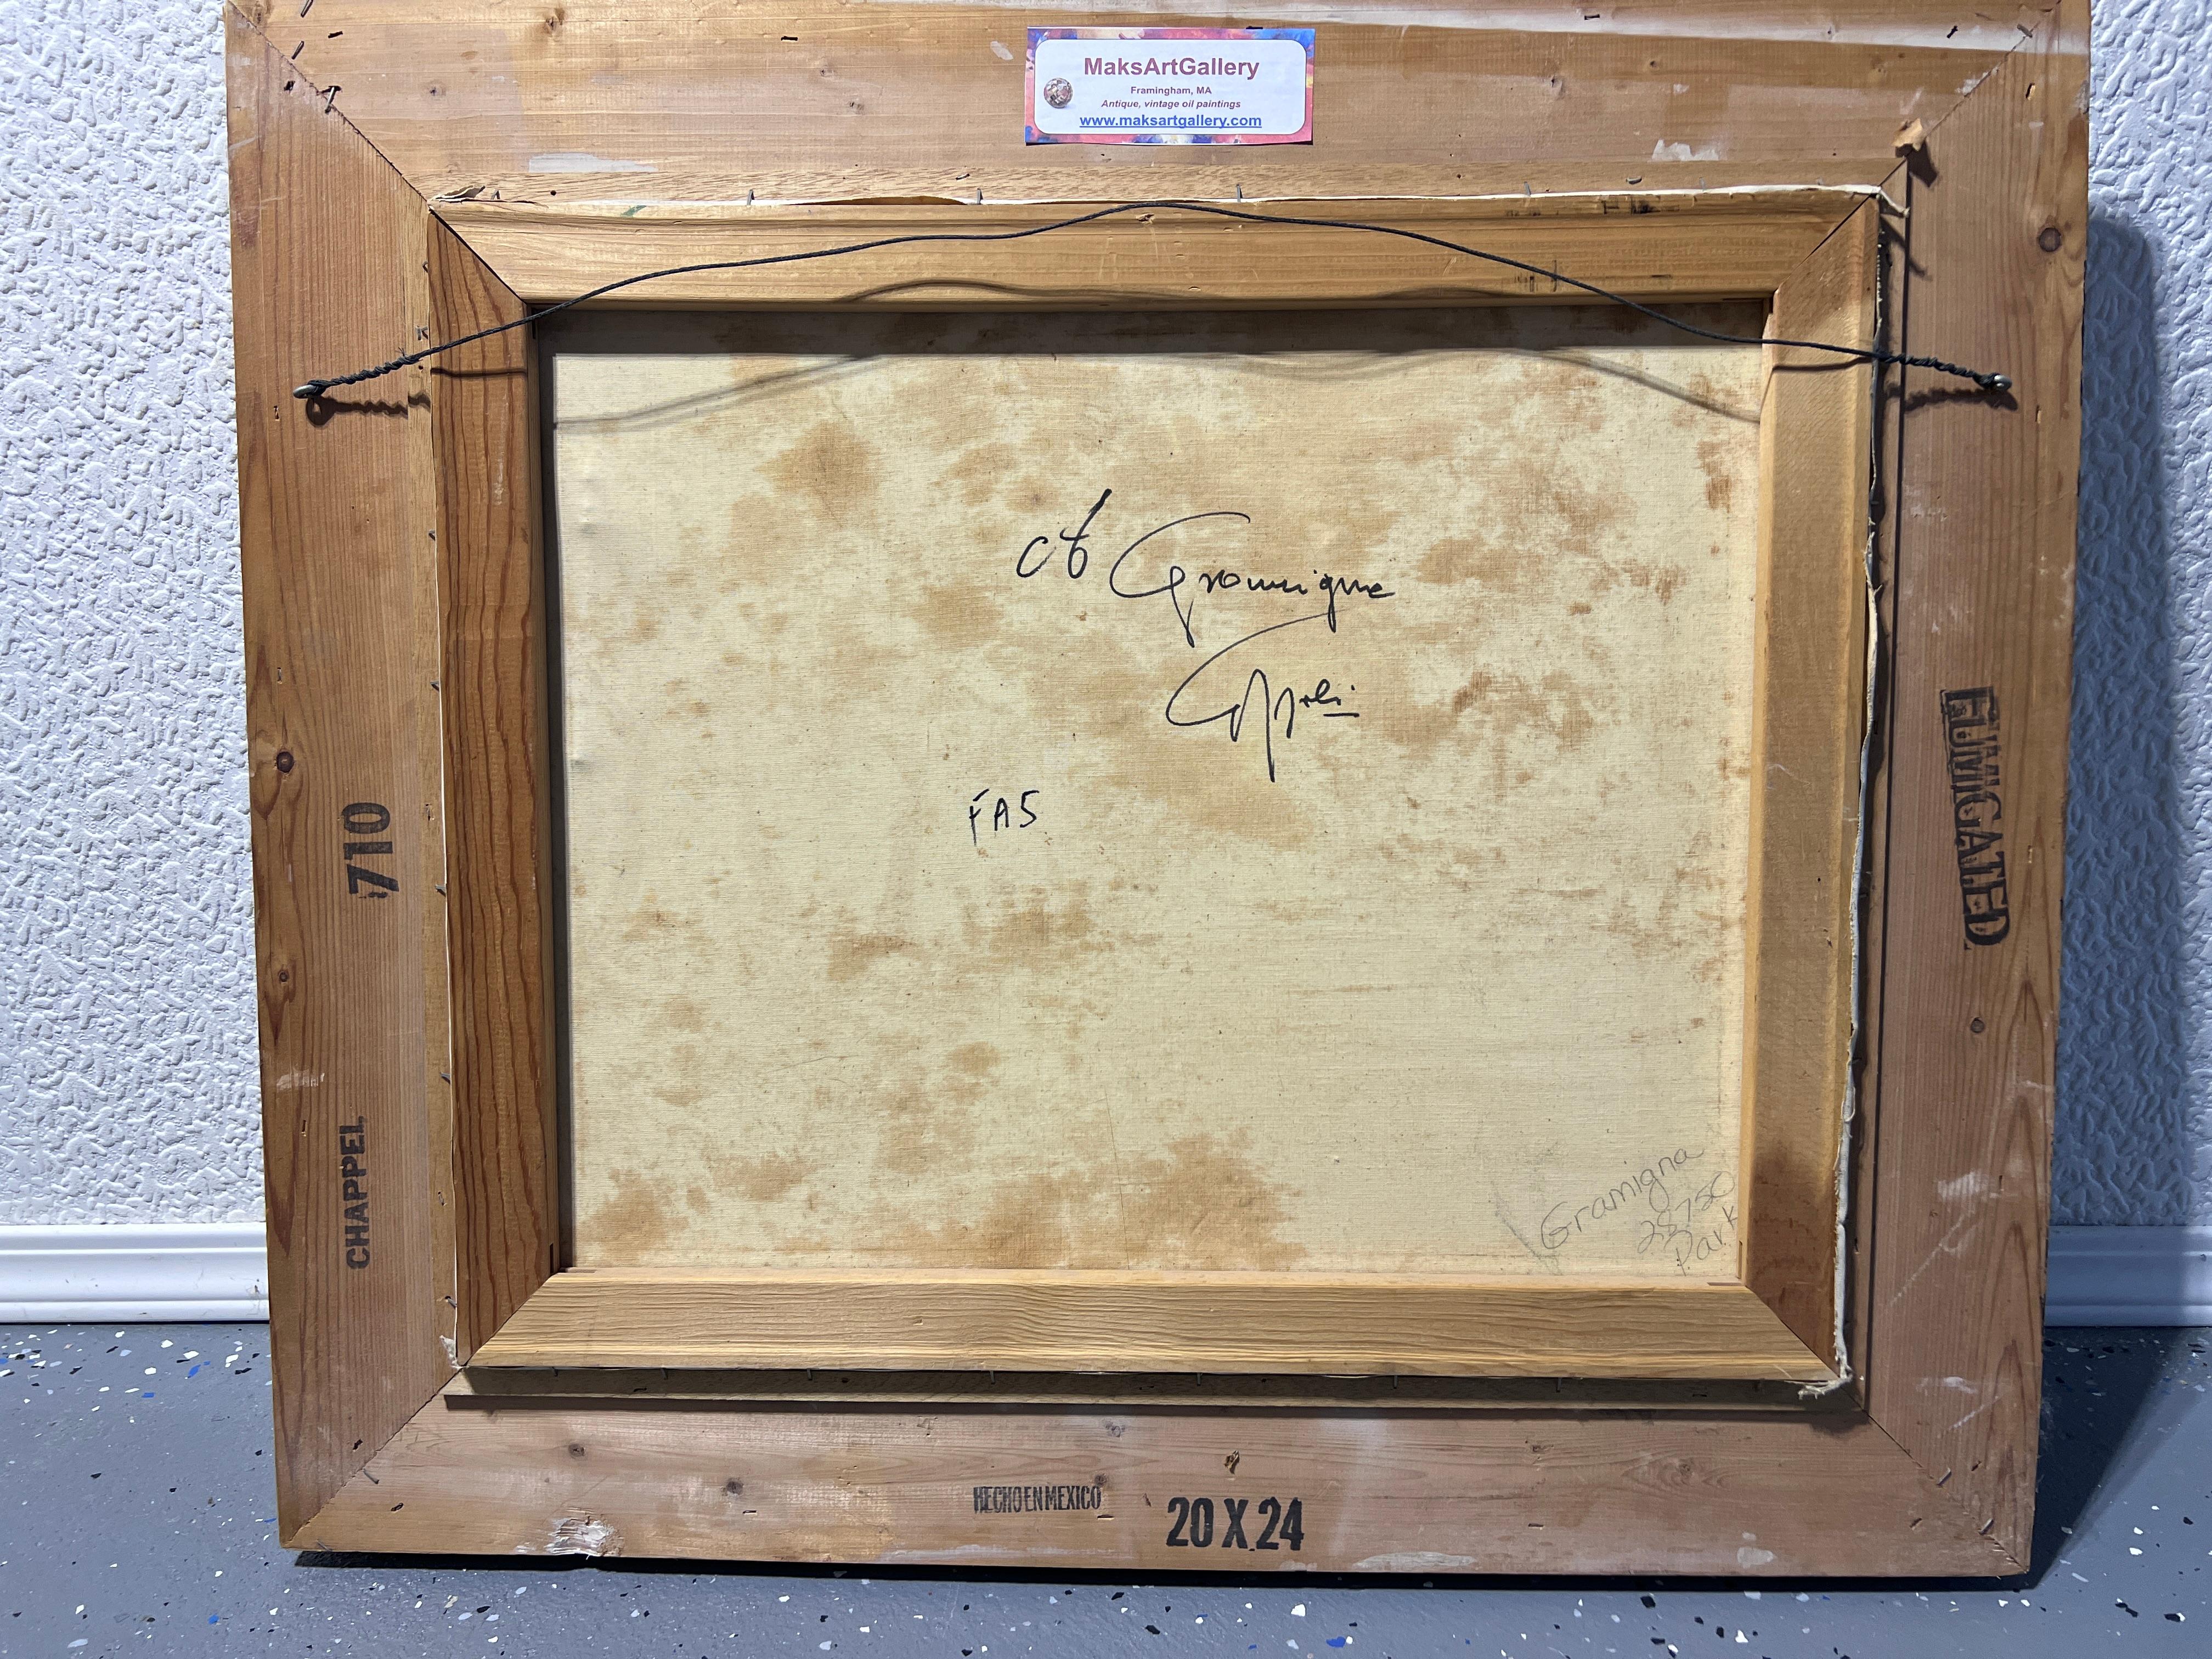 MaksArtGallery
Framingham, MA
Antique, vintage oil paintings
www.maksartgallery.com
FA5
710
CHAPPEL
FUMIGATED
Gramigna
28750
Park
HECHO EN MEXICO
20 X 24